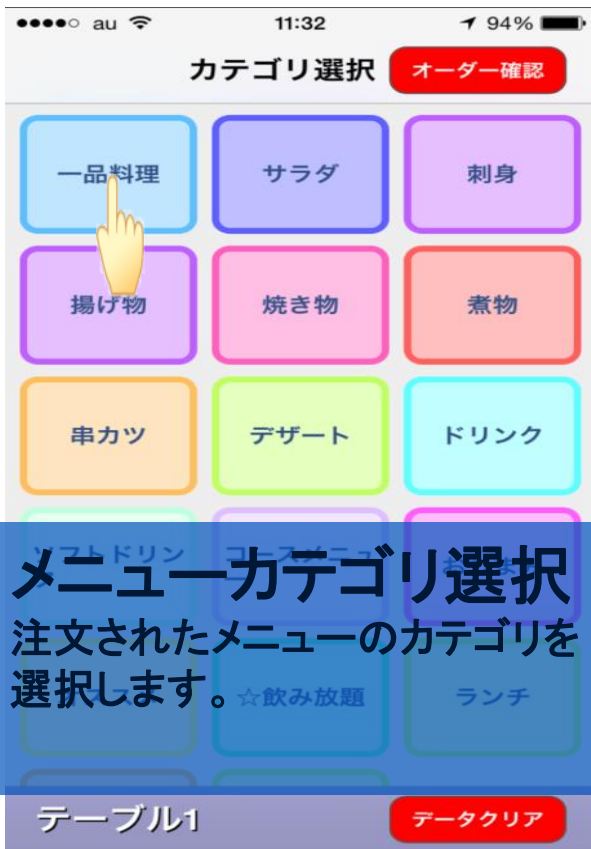 au 11:32 94%
カテゴリ選択 オーダー確認
一品料理 サラダ 刺身
揚げ物 焼き物 煮物
串カツ デザート ドリンク
メニューカテゴリ選択
注文されたメニューのカテゴリを
選択します。
☆飲み放題 ランチ
テーブル1 データクリア